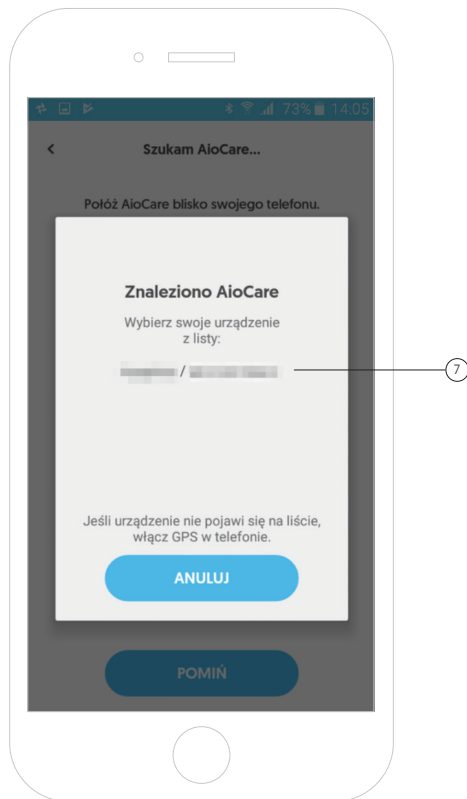 73% 14:05
Szukam AioCare...
Połóż AioCare blisko swojego telefonu.
Znaleziono AioCare
Wybierz swoje urządzenie
z listy:
/
7
Jeśli urządzenie nie pojawi się na liście,
włącz GPS w telefonie.
ANULUJ
POMIŃ